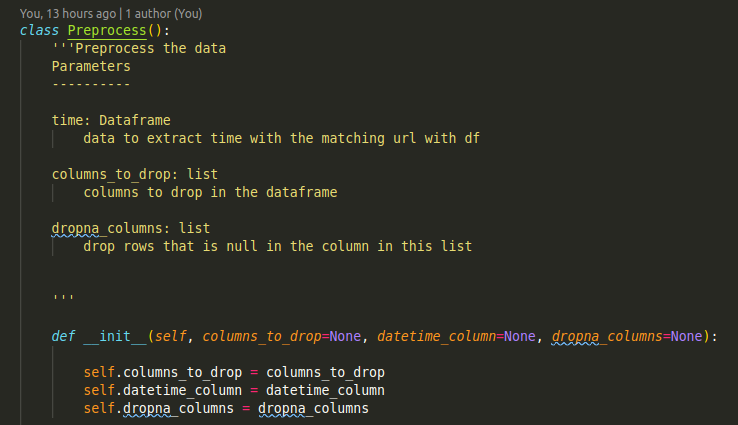 You, 13 hours ago | 1 author (You)
class Preprocess():
    '''Preprocess the data
    Parameters
    ----------
    time: Dataframe
        data to extract time with the matching url with df
    columns_to_drop: list
        columns to drop in the dataframe
    dropna_columns: list
        drop rows that is null in the column in this list
    '''
    def __init__(self, columns_to_drop=None, datetime_column=None, dropna_columns=None):
        self.columns_to_drop = columns_to_drop
        self.datetime_column = datetime_column
        self.dropna_columns = dropna_columns